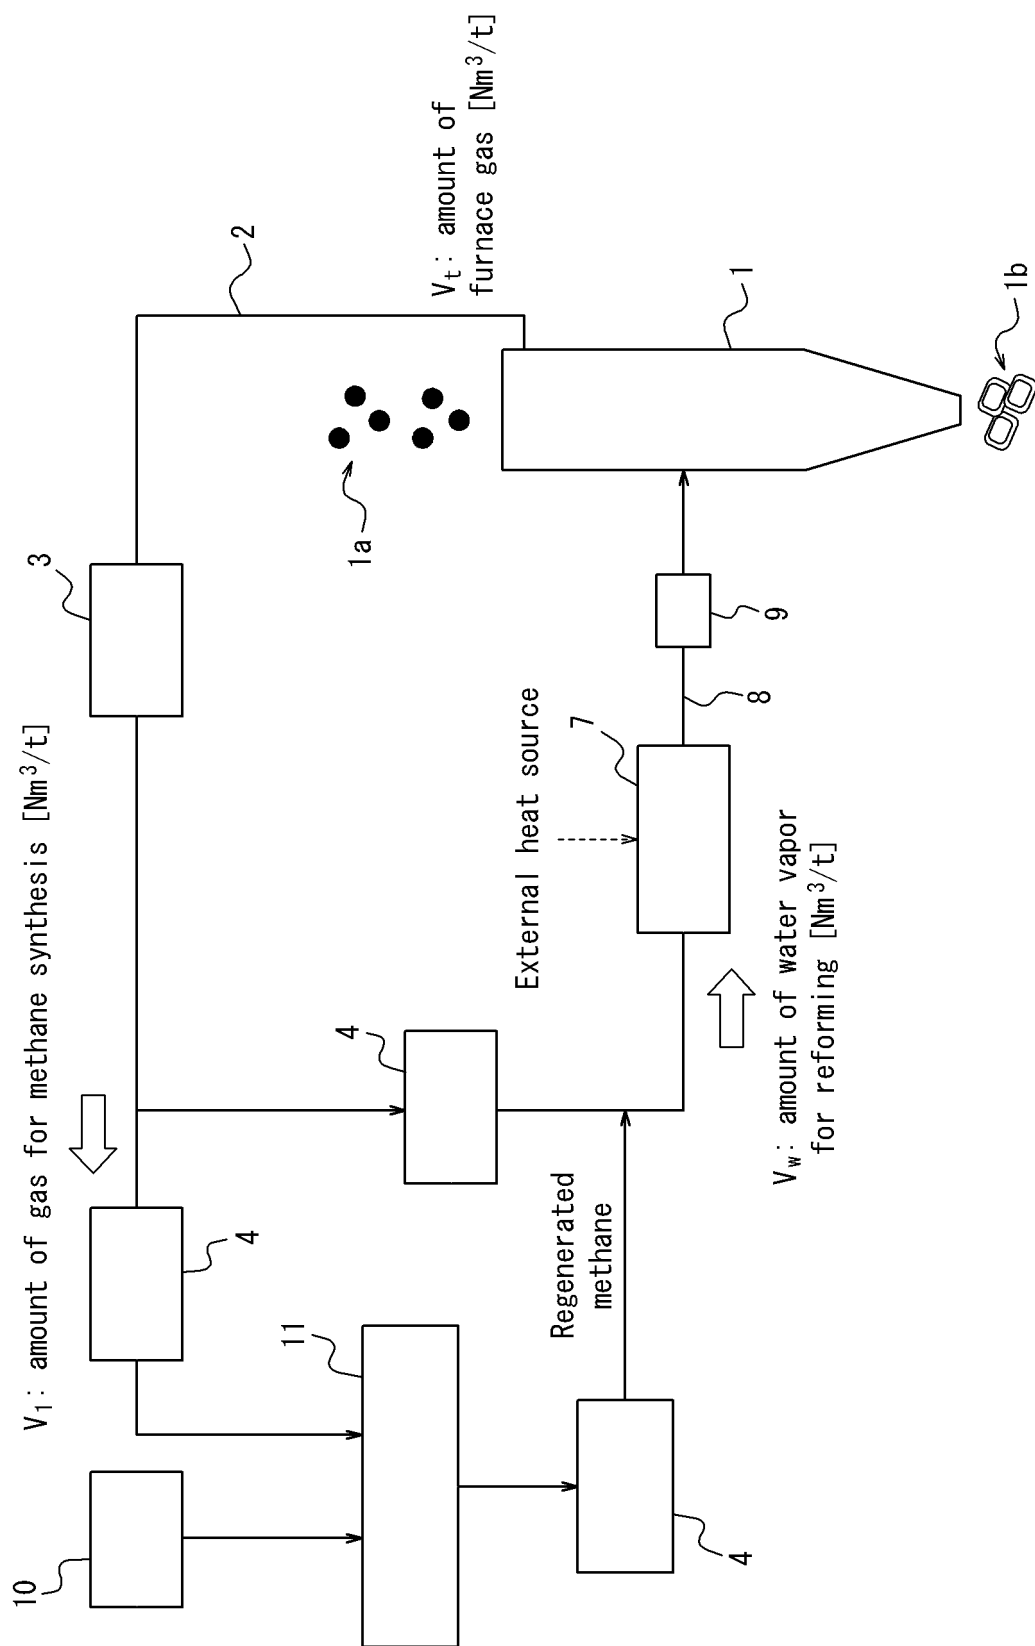 V1: amount of gas for methane synthesis [Nm3/t]
10
4
11
4
4
Regenerated
methane
3
2
1a
Vt: amount of
furnace gas [Nm3/t]
External heat source
7
8
9
1
1b
Vw: amount of water vapor
for reforming [Nm3/t]